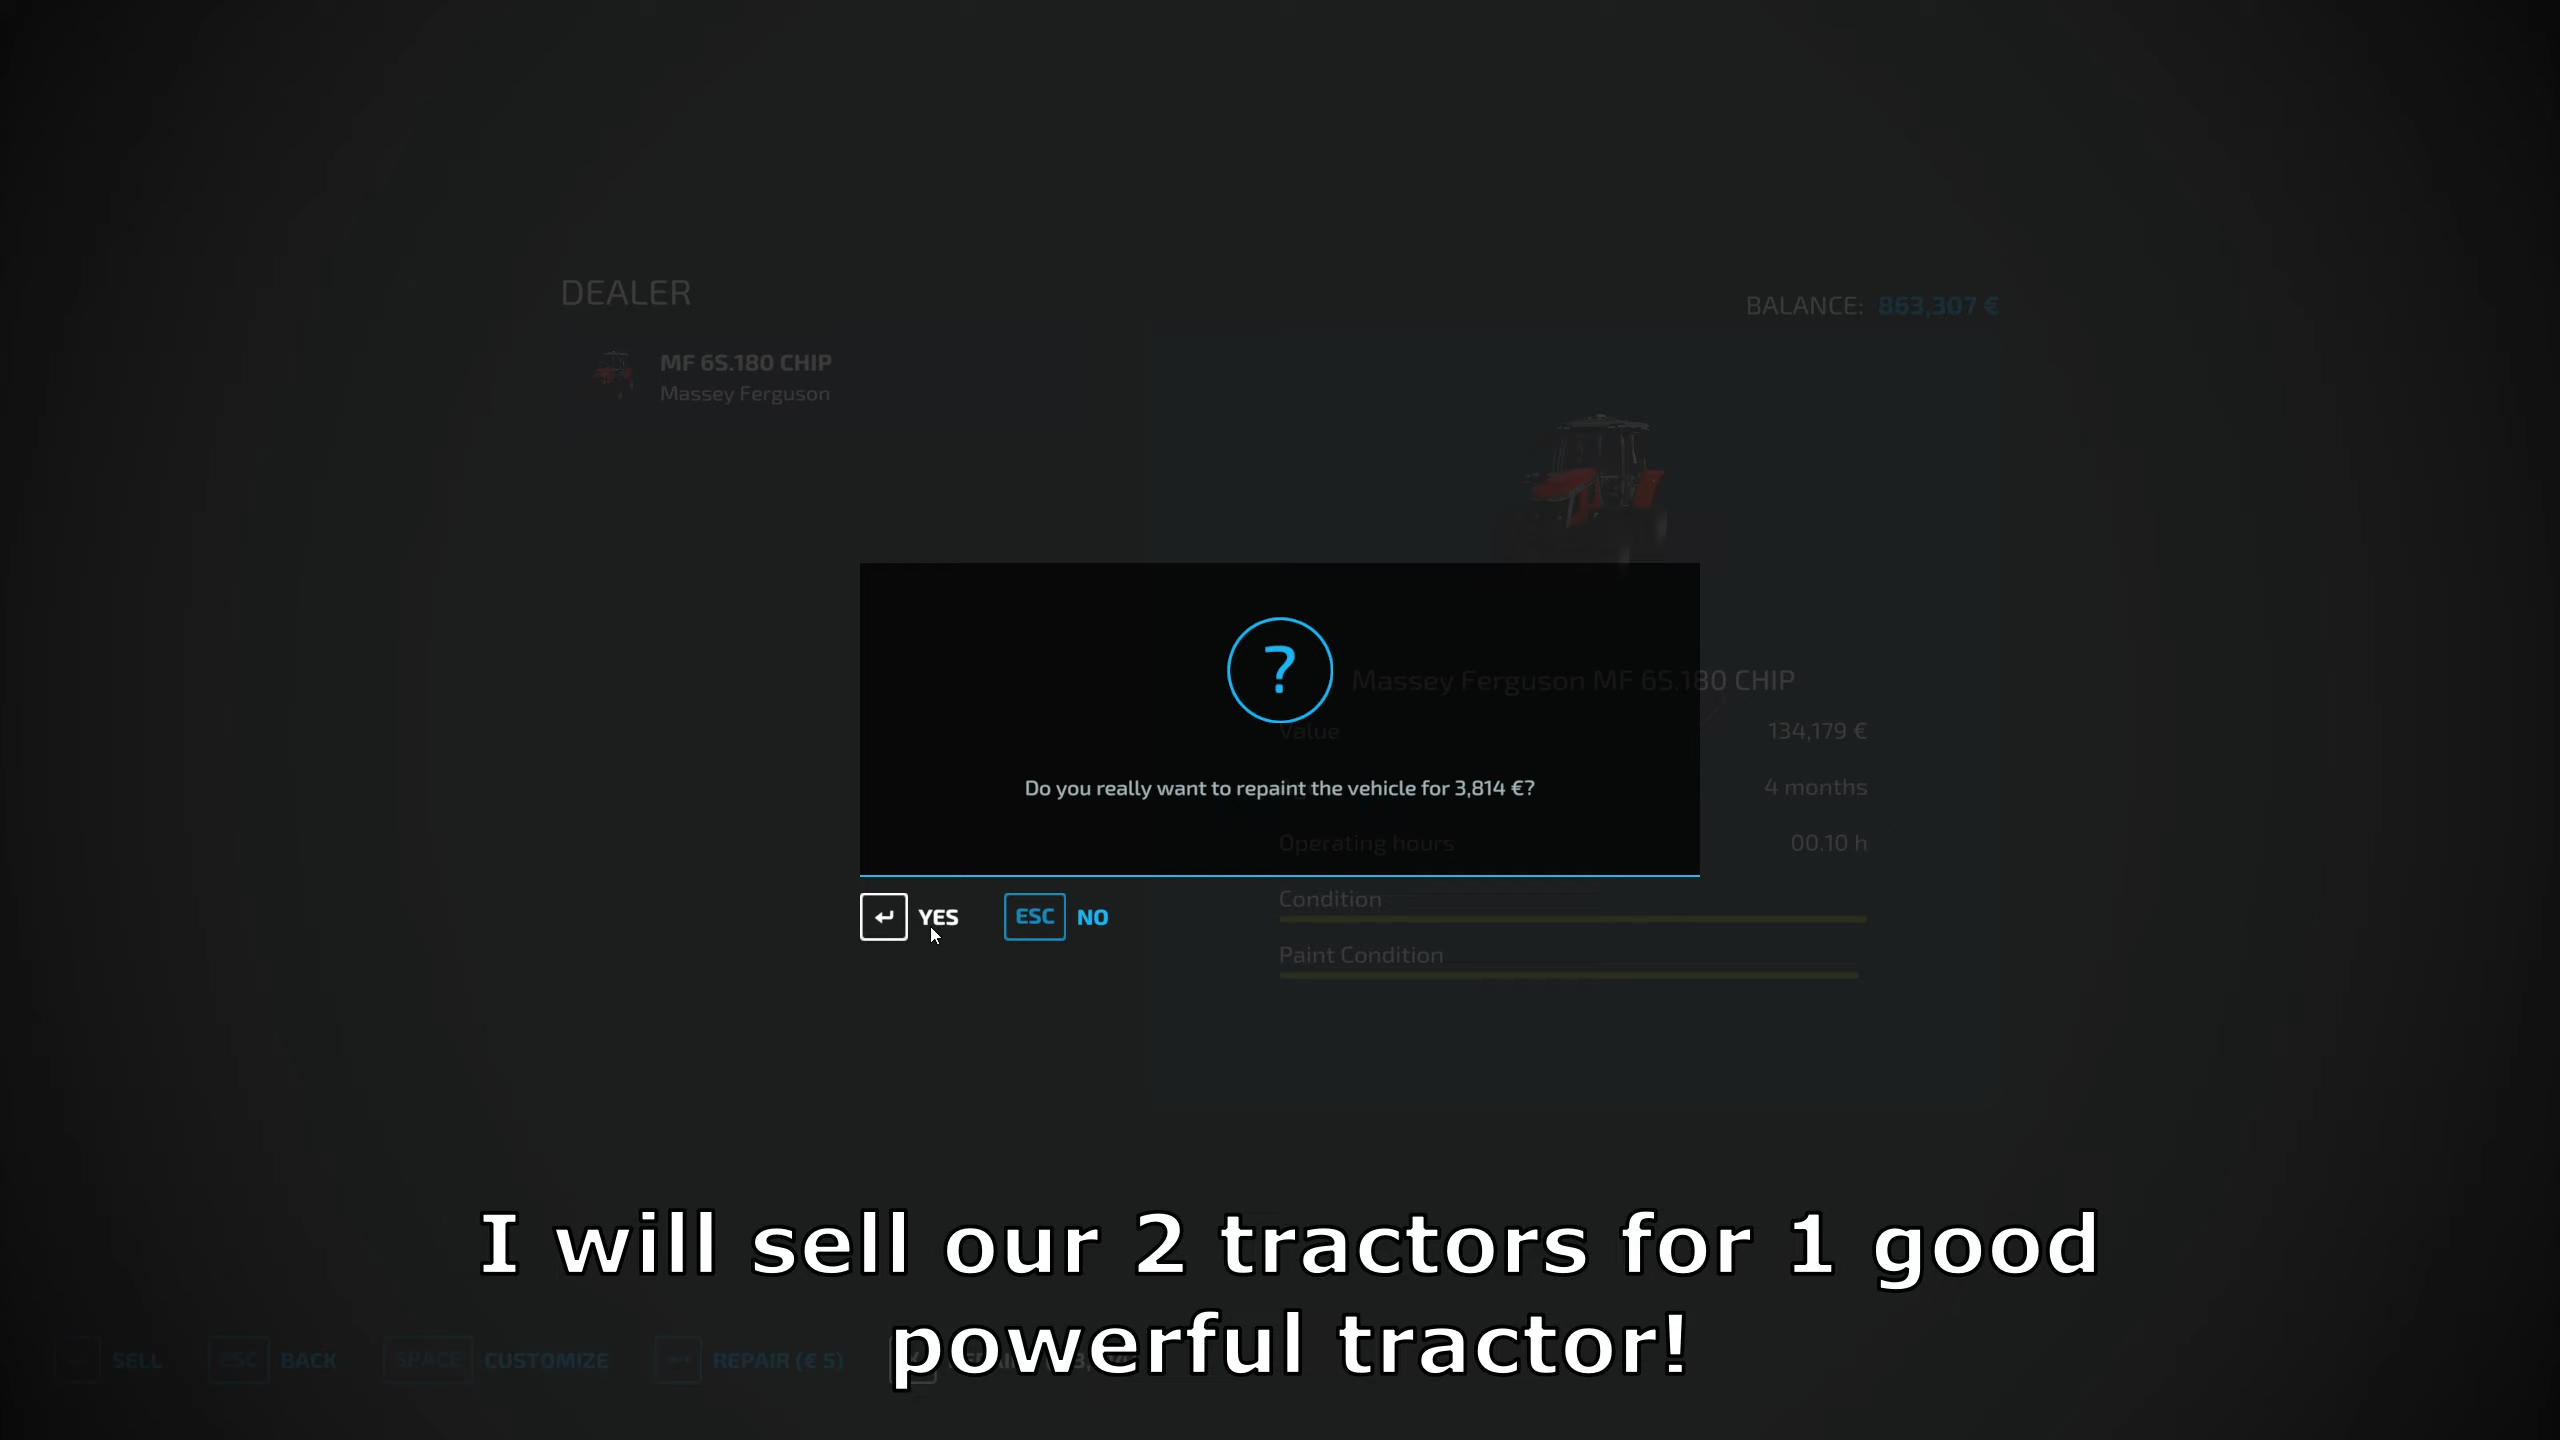 DEALER
BALANCE: 863,307 €
MF 6S.180 CHIP
Massey Ferguson
?
Massey Ferguson MF 6S.180 CHIP
Value 134,179 €
Do you really want to repaint the vehicle for 3,814 €?
4 months
Operating hours 00.10 h
Condition
YES ESC NO
Paint Condition
I will sell our 2 tractors for 1 good
powerful tractor!
SELL ESC BACK SPACE CUSTOMIZE REPAIR (€ 5)